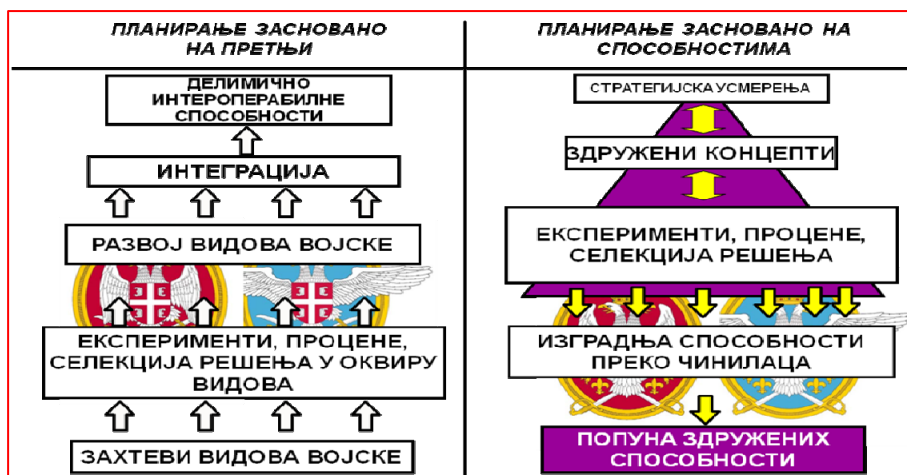 ПЛАНИРАЊЕ ЗАСНОВАНО
НА ПРЕТЊИ
ДЕЛИМИЧНО
ИНТЕРОПЕРАБИЛНЕ
СПОСОБНОСТИ
ИНТЕГРАЦИЈА
РАЗВОЈ ВИДОВА ВОЈСКЕ
ЕКСПЕРИМЕНТИ, ПРОЦЕНЕ,
СЕЛЕКЦИЈА РЕШЕЊА У ОКВИРУ
ВИДОВА
ЗАХТЕВИ ВИДОВА ВОЈСКЕ
ПЛАНИРАЊЕ ЗАСНОВАНО НА
СПОСОБНОСТИМА
СТРАТЕГИЈСКА УСМЕРЕЊА
ЗДРУЖЕНИ КОНЦЕПТИ
ЕКСПЕРИМЕНТИ, ПРОЦЕНЕ,
СЕЛЕКЦИЈА РЕШЕЊА
ИЗГРАДЊА СПОСОБНОСТИ
ПРЕКО ЧИНИЛАЦА
ПОПУНА ЗДРУЖЕНИХ
СПОСОБНОСТИ